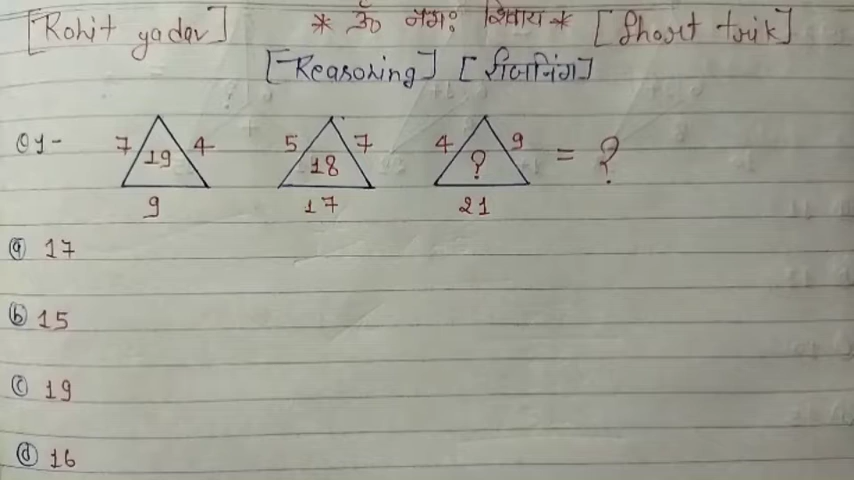 [Rohit yadav] * ॐ नमः शिवाय * [Short trik]
[Reasoning] [रीजनिंग]
Q1- 7 19 4 5 18 7 4 ? 9 = ?
9 17 21
(a) 17
(b) 15
(c) 19
(d) 16